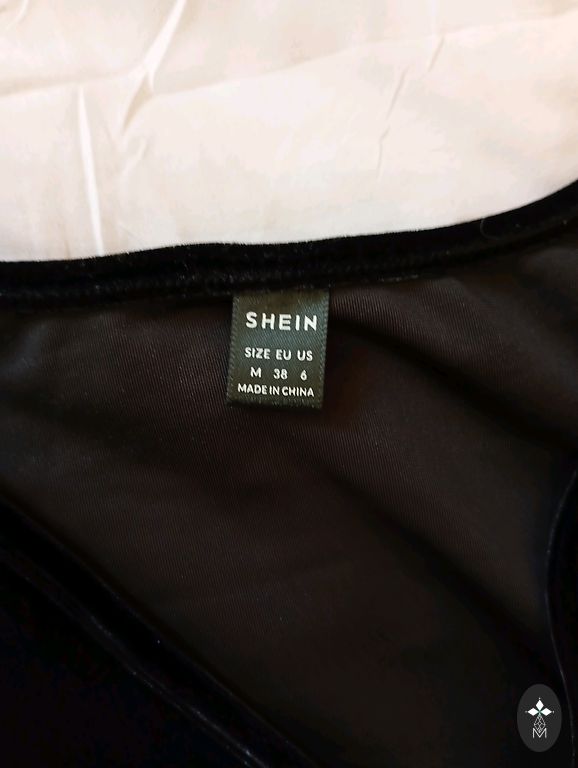 SHEIN
SIZE EU US
M 38 6
MADE IN CHINA
M